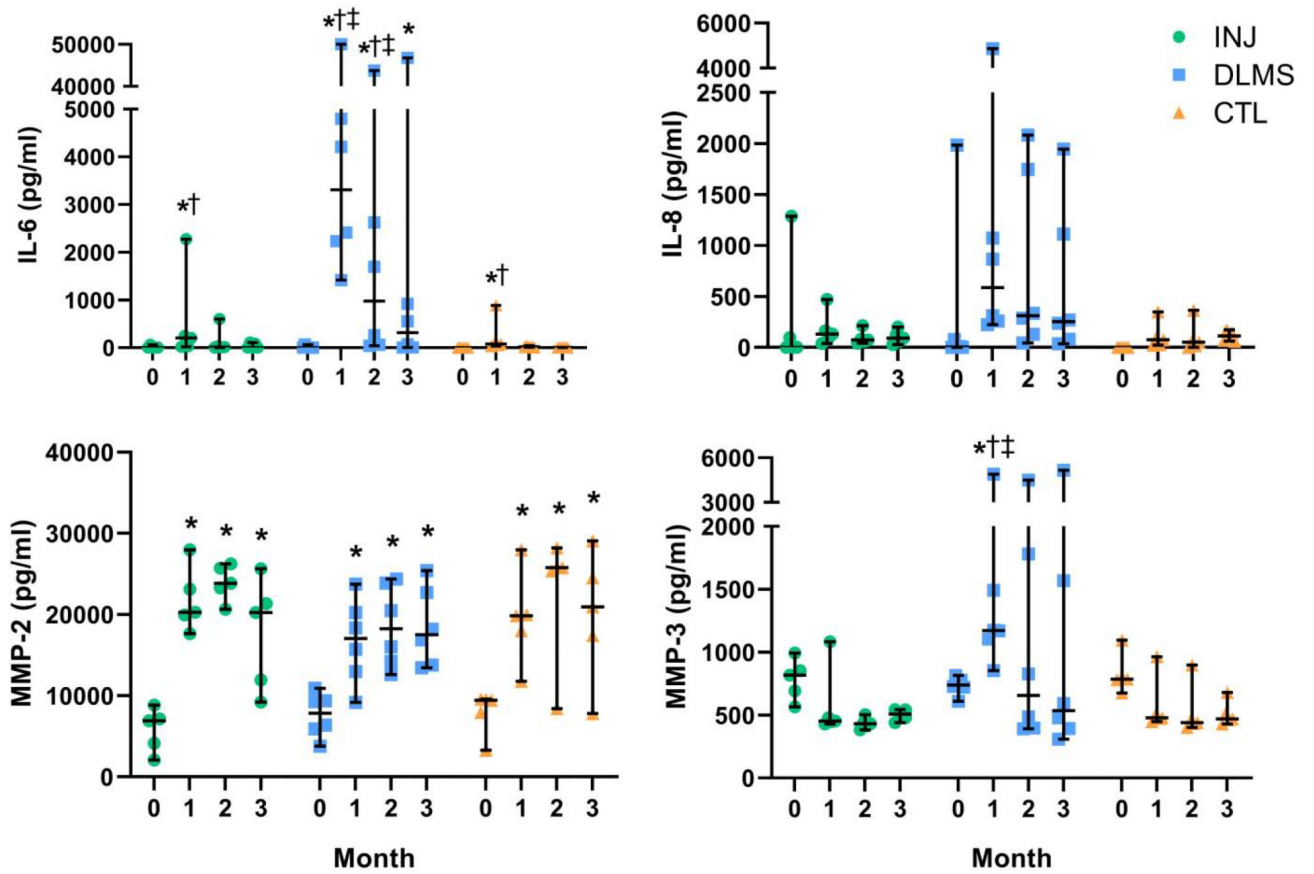 IL-6 (pg/ml)
50000
40000
5000
4000
3000
2000
1000
0
*†
*†‡
*†‡
*
*†
0 1 2 3 0 1 2 3 0 1 2 3
IL-8 (pg/ml)
6000
4000
2500
2000
1500
1000
500
0
0 1 2 3 0 1 2 3 0 1 2 3
INJ
DLMS
CTL
MMP-2 (pg/ml)
40000
30000
20000
10000
0
* * * * * * * * *
0 1 2 3 0 1 2 3 0 1 2 3
Month
MMP-3 (pg/ml)
6000
3000
2000
1500
1000
500
0
*†‡
0 1 2 3 0 1 2 3 0 1 2 3
Month